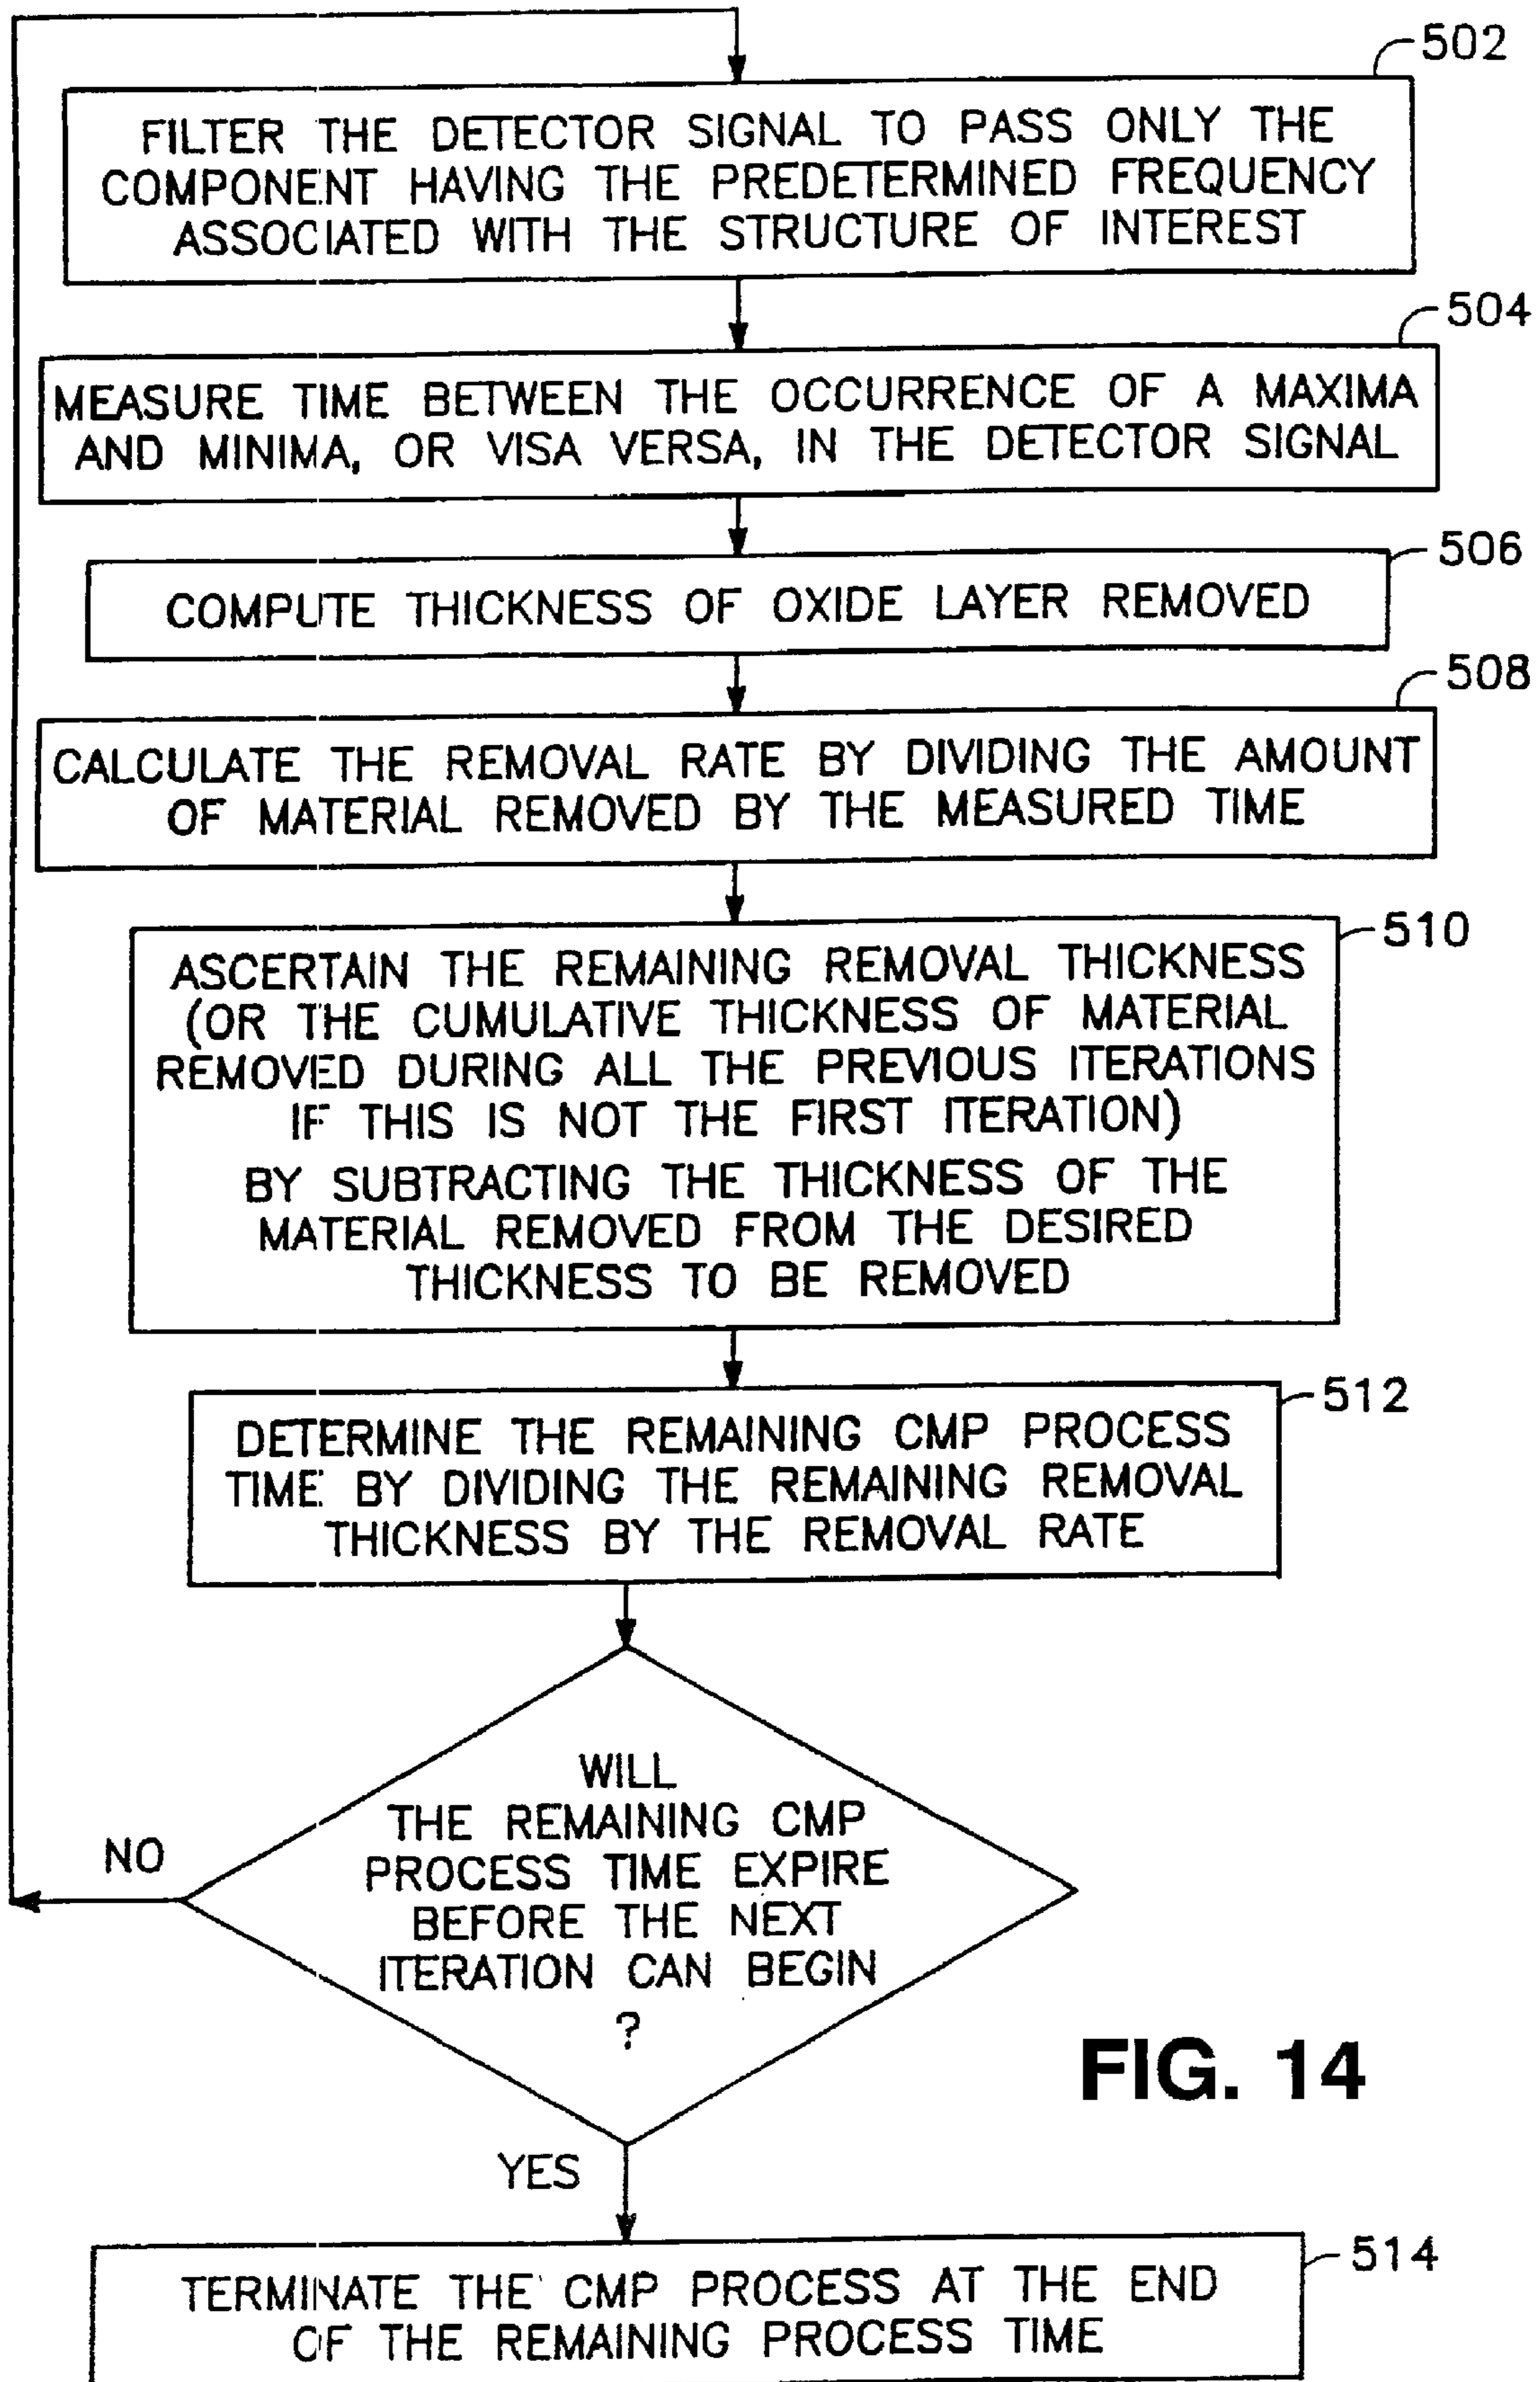 502
FILTER THE DETECTOR SIGNAL TO PASS ONLY THE
COMPONENT HAVING THE PREDETERMINED FREQUENCY
ASSOCIATED WITH THE STRUCTURE OF INTEREST
504
MEASURE TIME BETWEEN THE OCCURRENCE OF A MAXIMA
AND MINIMA, OR VISA VERSA, IN THE DETECTOR SIGNAL
506
COMPUTE THICKNESS OF OXIDE LAYER REMOVED
508
CALCULATE THE REMOVAL RATE BY DIVIDING THE AMOUNT
OF MATERIAL REMOVED BY THE MEASURED TIME
510
ASCERTAIN THE REMAINING REMOVAL THICKNESS
(OR THE CUMULATIVE THICKNESS OF MATERIAL
REMOVED DURING ALL THE PREVIOUS ITERATIONS
IF THIS IS NOT THE FIRST ITERATION)
BY SUBTRACTING THE THICKNESS OF THE
MATERIAL REMOVED FROM THE DESIRED
THICKNESS TO BE REMOVED
512
DETERMINE THE REMAINING CMP PROCESS
TIME BY DIVIDING THE REMAINING REMOVAL
THICKNESS BY THE REMOVAL RATE
WILL
THE REMAINING CMP
PROCESS TIME EXPIRE
BEFORE THE NEXT
ITERATION CAN BEGIN
?
NO
YES
FIG. 14
514
TERMINATE THE CMP PROCESS AT THE END
OF THE REMAINING PROCESS TIME